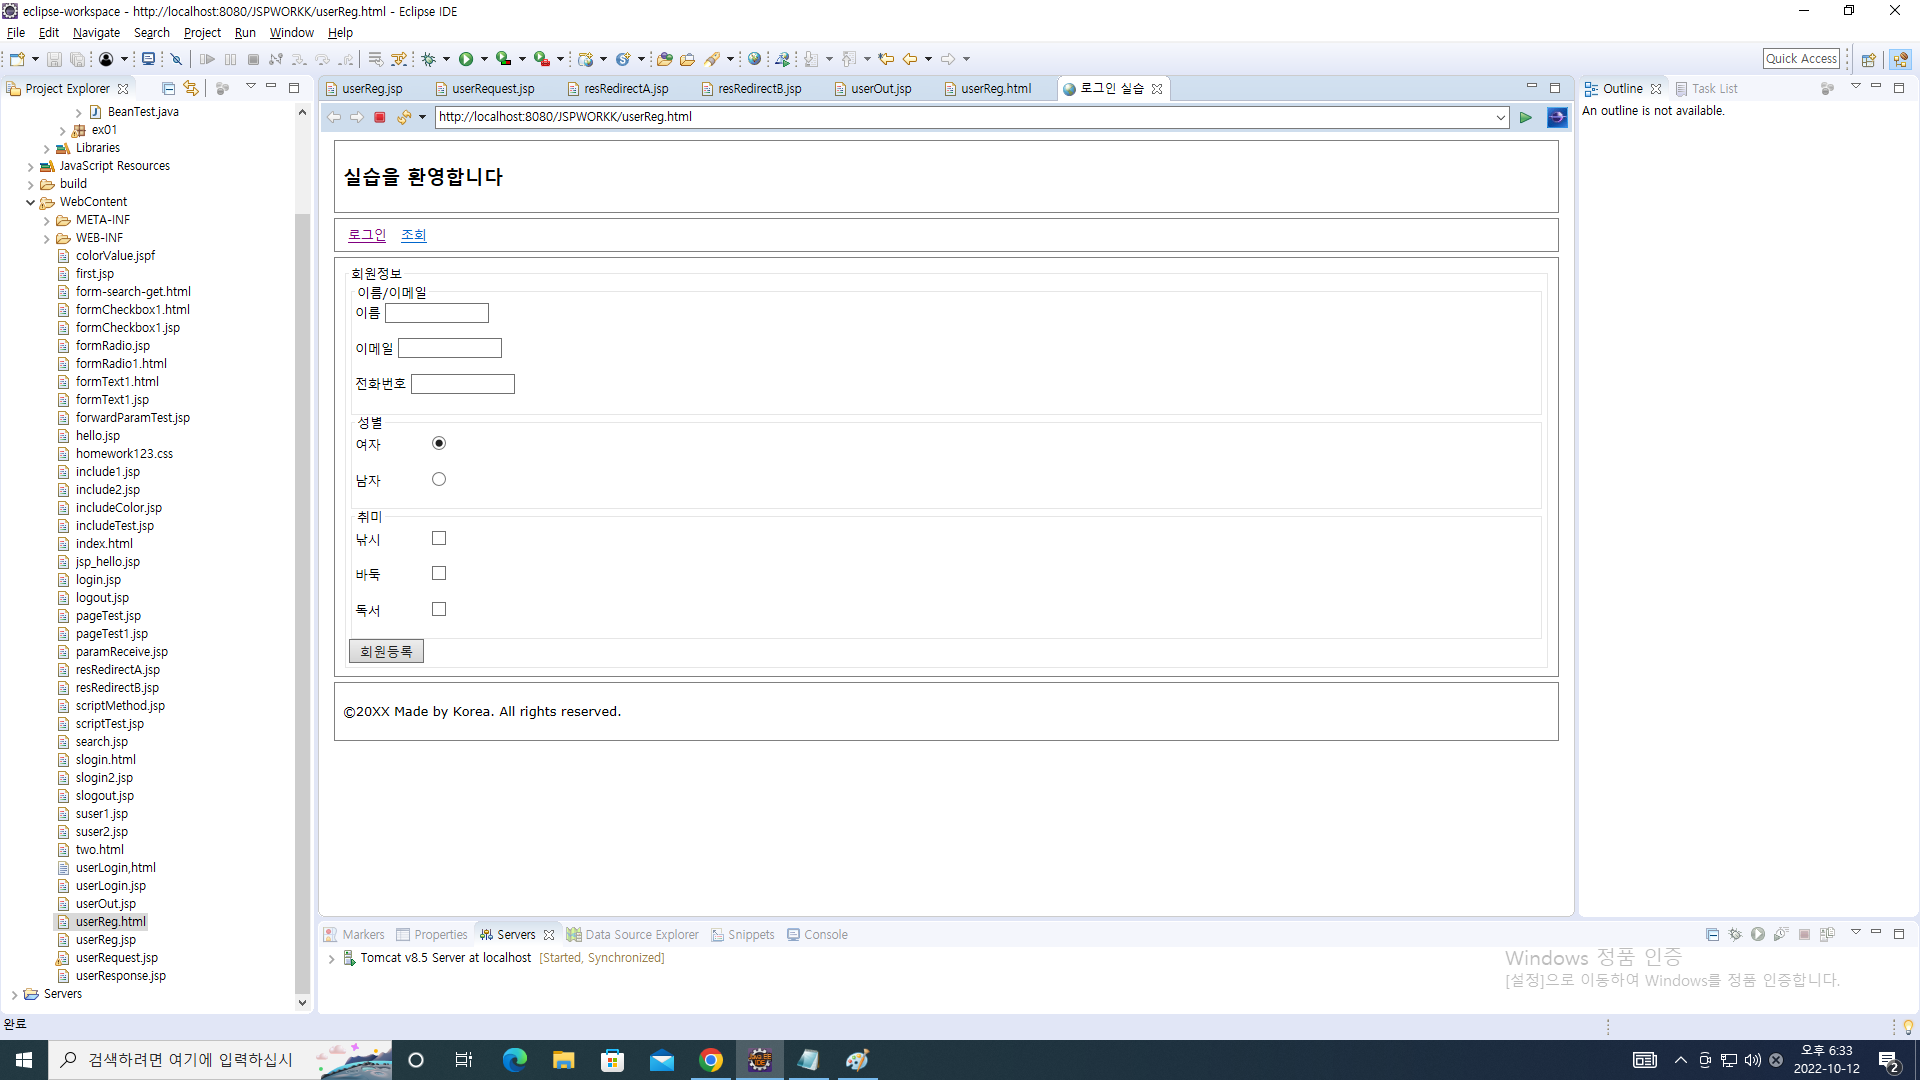 eclipse-workspace - http://localhost:8080/JSPWORKK/userReg.html - Eclipse IDE
File Edit Navigate Search Project Run Window Help
Quick Access
Project Explorer
BeanTest.java
ex01
Libraries
JavaScript Resources
build
WebContent
META-INF
WEB-INF
colorValue.jspf
first.jsp
form-search-get.html
formCheckbox1.html
formCheckbox1.jsp
formRadio.jsp
formRadio1.html
formText1.html
formText1.jsp
forwardParamTest.jsp
hello.jsp
homework123.css
include1.jsp
include2.jsp
includeColor.jsp
includeTest.jsp
index.html
jsp_hello.jsp
login.jsp
logout.jsp
pageTest.jsp
pageTest1.jsp
paramReceive.jsp
resRedirectA.jsp
resRedirectB.jsp
scriptMethod.jsp
scriptTest.jsp
search.jsp
slogin.html
slogin2.jsp
slogout.jsp
suser1.jsp
suser2.jsp
two.html
userLogin,html
userLogin.jsp
userOut.jsp
userReg.html
userReg.jsp
userRequest.jsp
userResponse.jsp
Servers
userReg.jsp userRequest.jsp resRedirectA.jsp resRedirectB.jsp userOut.jsp userReg.html 로그인 실습
http://localhost:8080/JSPWORKK/userReg.html
실습을 환영합니다
로그인 조회
회원정보
이름/이메일
이름
이메일
전화번호
성별
여자
남자
취미
낚시
바둑
독서
회원등록
©20XX Made by Korea. All rights reserved.
Outline Task List
An outline is not available.
Markers Properties Servers Data Source Explorer Snippets Console
Tomcat v8.5 Server at localhost [Started, Synchronized]
Windows 정품 인증
[설정]으로 이동하여 Windows를 정품 인증합니다.
완료
검색하려면 여기에 입력하십시
오후 6:33
2022-10-12
2